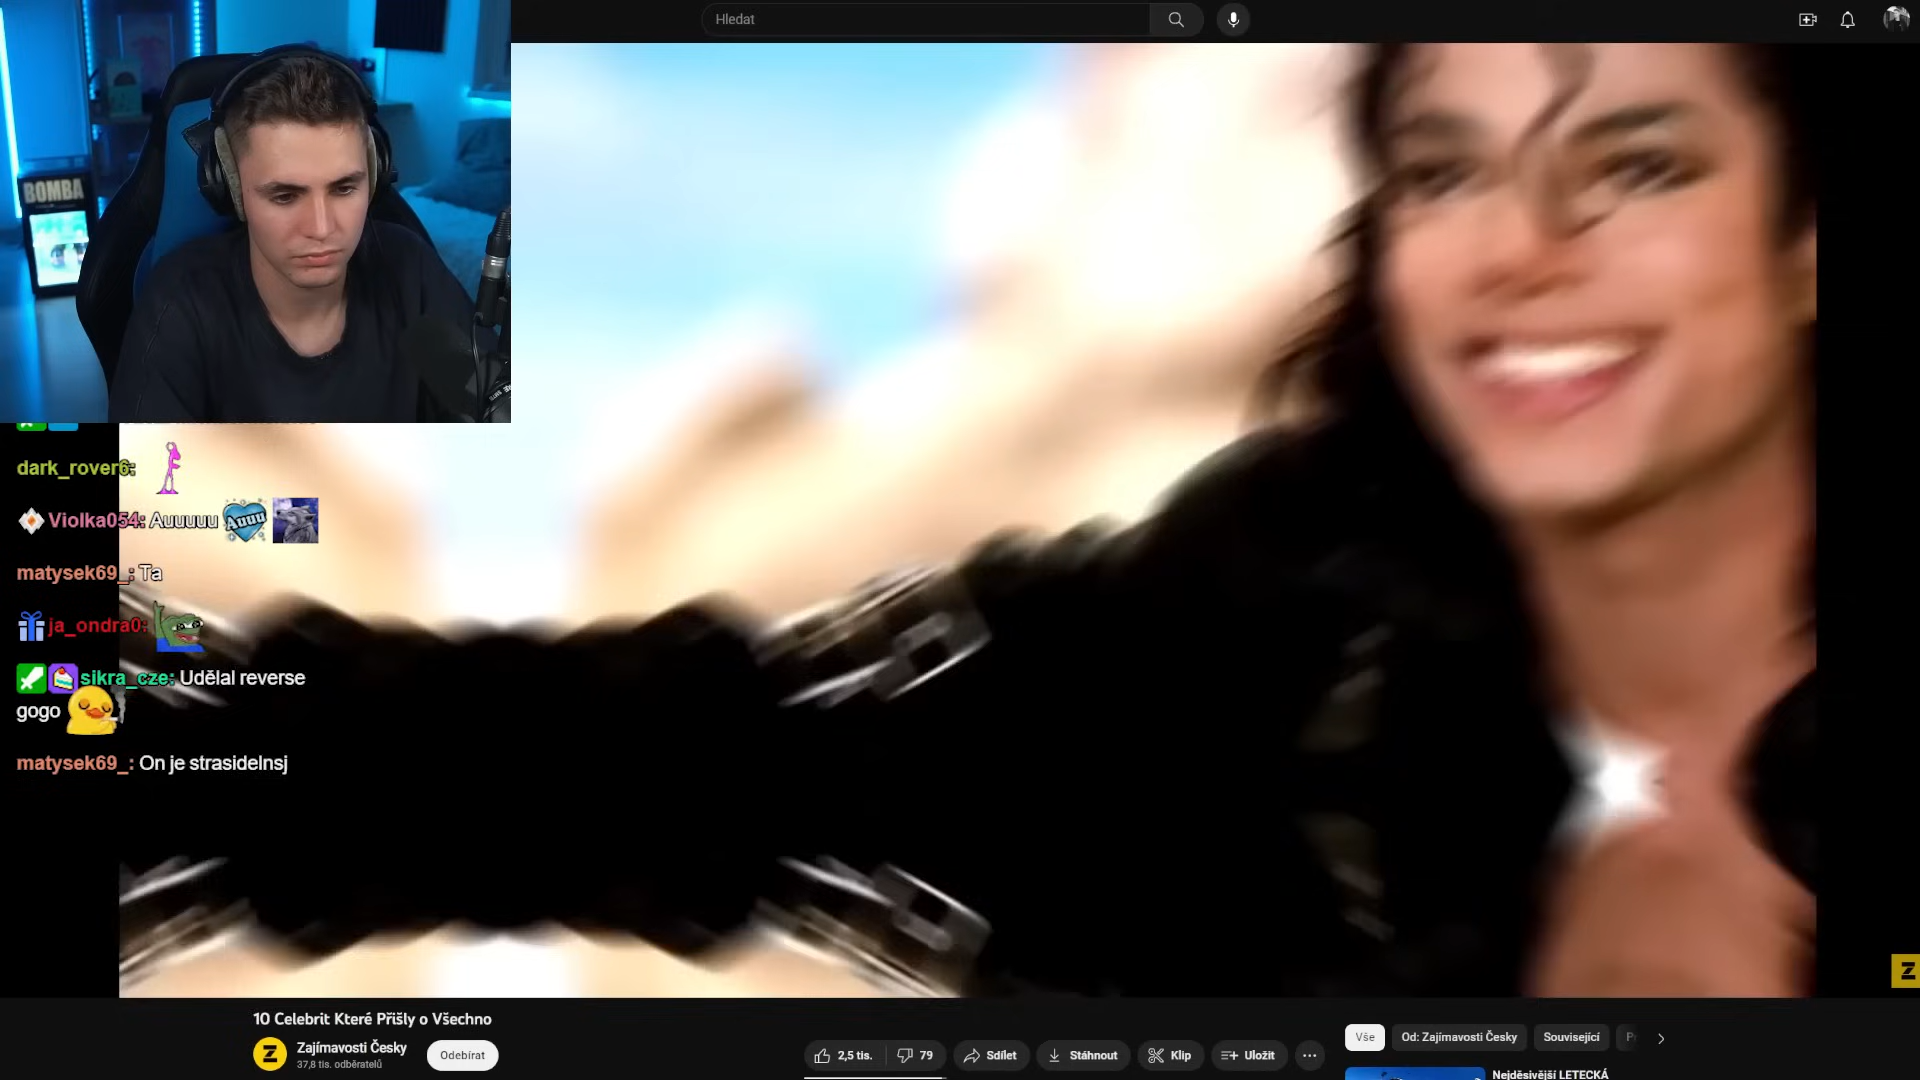 Hledat
BOMBA
dark_rover6:
Violka054: Auuuuu Auuu
matysek69_: Ta
ja_ondra0:
sikra_cze: Udělal reverse
gogo
matysek69_: On je strasidelnsj
Z
10 Celebrit Které Přišly o Všechno
Z
Zajímavosti Česky
37,8 tis. odběratelů
Odebírat
2,5 tis.
79
Sdílet
Stáhnout
Klip
Uložit
Vše
Od: Zajímavosti Česky
Související
Nejděsivější LETECKÁ